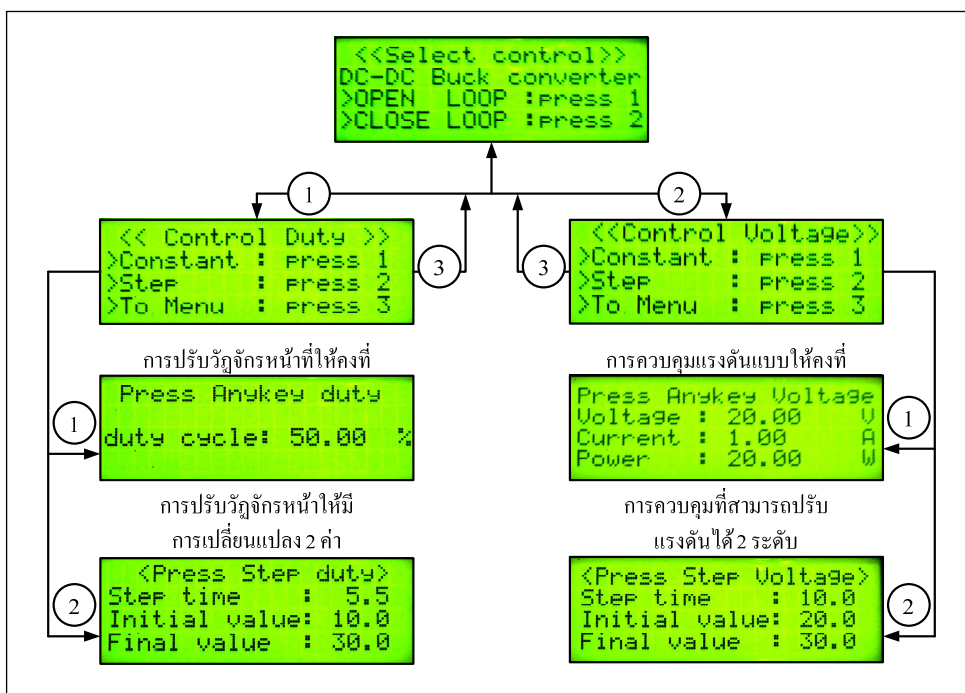 <<Select control>>
DC-DC Buck converter
>OPEN LOOP :press 1
>CLOSE LOOP :press 2
1
2
<< Control Duty >>
>Constant : press 1
>Step : press 2
>To Menu : press 3
3
3
<<Control Voltage>>
>Constant : press 1
>Step : press 2
>To Menu : press 3
การปรับวัฏจักรหน้าที่ให้คงที่
การควบคุมแรงดันแบบให้คงที่
1
Press Anykey duty
duty cycle: 50.00 %
Press Anykey Voltage
Voltage : 20.00 V
Current : 1.00 A
Power : 20.00 W
1
การปรับวัฏจักรหน้าให้มี
การเปลี่ยนแปลง 2 ค่า
การควบคุมที่สามารถปรับ
แรงดันได้ 2 ระดับ
2
<Press Step duty>
Step time : 5.5
Initial value: 10.0
Final value : 30.0
<Press Step Voltage>
Step time : 10.0
Initial value: 20.0
Final value : 30.0
2